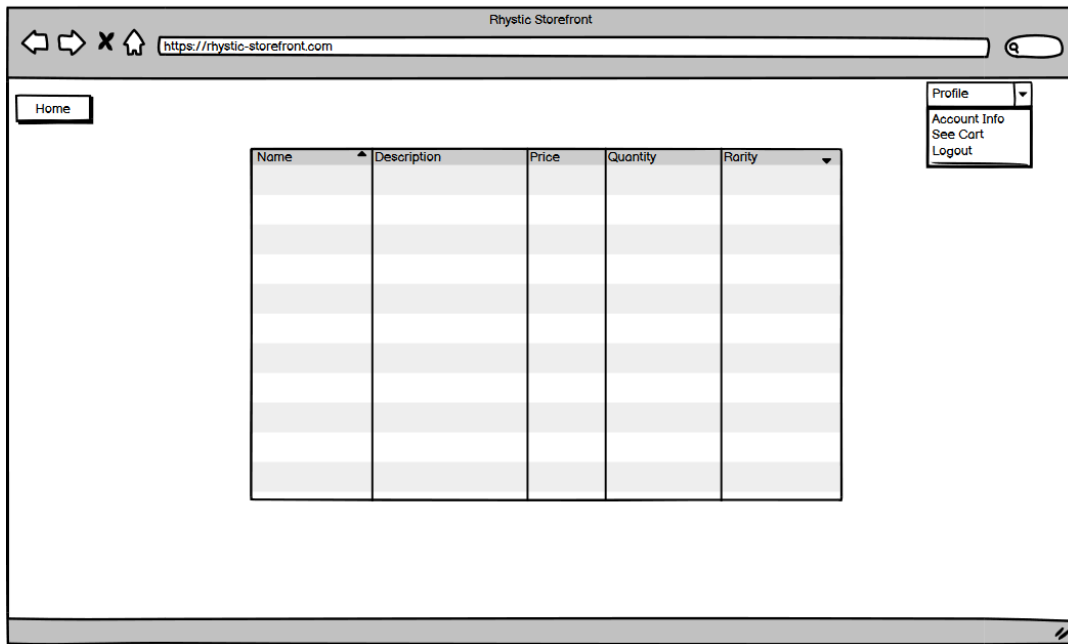 Rhystic Storefront
https://rhystic-storefront.com
Home
Profile
Account Info
See Cart
Logout
Name Description Price Quantity Rarity